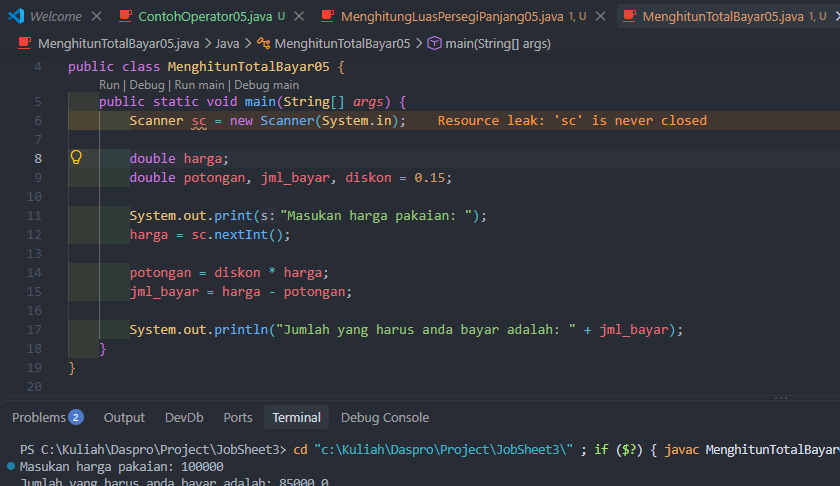 Welcome ContohOperator05.java U MenghitungLuasPersegiPanjang05.java 1, U MenghitunTotalBayar05.java 1, U
MenghitunTotalBayar05.java > Java > MenghitunTotalBayar05 > main(String[] args)
4 public class MenghitunTotalBayar05 {
Run | Debug | Run main | Debug main
5 public static void main(String[] args) {
6 Scanner sc = new Scanner(System.in); Resource leak: 'sc' is never closed
7
8 double harga;
9 double potongan, jml_bayar, diskon = 0.15;
10
11 System.out.print(s: "Masukan harga pakaian: ");
12 harga = sc.nextInt();
13
14 potongan = diskon * harga;
15 jml_bayar = harga - potongan;
16
17 System.out.println("Jumlah yang harus anda bayar adalah: " + jml_bayar);
18 }
19 }
20
Problems 2 Output DevDb Ports Terminal Debug Console
PS C:\Kuliah\Daspro\Project\JobSheet3> cd "c:\Kuliah\Daspro\Project\JobSheet3\" ; if ($?) { javac MenghitunTotalBayar
Masukan harga pakaian: 100000
Jumlah yang harus anda bayar adalah: 85000.0